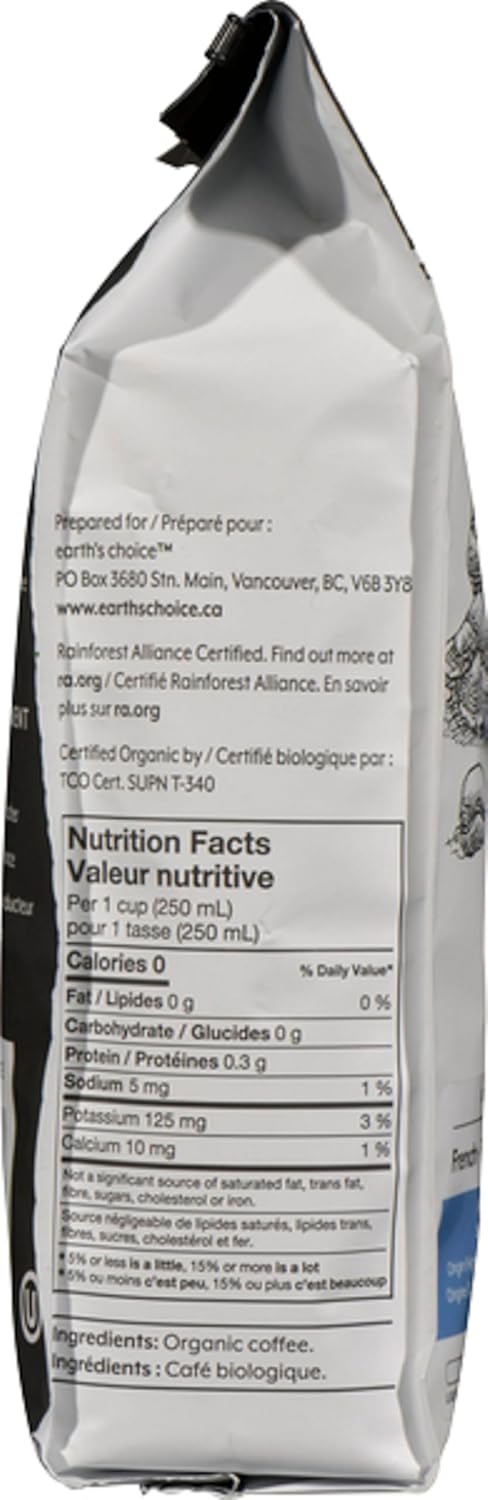 Prepared for / Préparé pour :
earth's choice™
PO Box 3680 Stn. Main, Vancouver, BC, V6B 3Y8
www.earthschoice.ca
Rainforest Alliance Certified. Find out more at
ra.org / Certifié Rainforest Alliance. En savoir
plus sur ra.org
Certified Organic by / Certifié biologique par :
TCO Cert. SUPN T-340
Nutrition Facts
Valeur nutritive
Per 1 cup (250 mL)
pour 1 tasse (250 mL)
Calories 0
% Daily Value*
Fat / Lipides 0 g 0 %
Carbohydrate / Glucides 0 g
Protein / Protéines 0.3 g
Sodium 5 mg 1 %
Potassium 125 mg 3 %
Calcium 10 mg 1 %
Not a significant source of saturated fat, trans fat,
fibre, sugars, cholesterol or iron.
Source négligeable de lipides saturés, lipides trans,
fibres, sucres, cholestérol et fer.
* 5% or less is a little, 15% or more is a lot
* 5% ou moins c'est peu, 15% ou plus c'est beaucoup
Ingredients: Organic coffee.
Ingrédients : Café biologique.
U
French